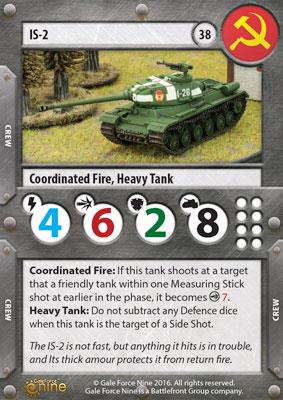 IS-2
38
I-26
CREW
Coordinated Fire, Heavy Tank
4 6 2 8
Coordinated Fire: If this tank shoots at a target
that a friendly tank within one Measuring Stick
shot at earlier in the phase, it becomes 7.
Heavy Tank: Do not subtract any Defence dice
when this tank is the target of a Side Shot.
CREW
CREW
The IS-2 is not fast, but anything it hits is in trouble,
and Its thick amour protects it from return fire.
Galeforce nine
© Gale Force Nine 2016. All rights reserved.
Gale Force Nine is a Battlefront Group company.